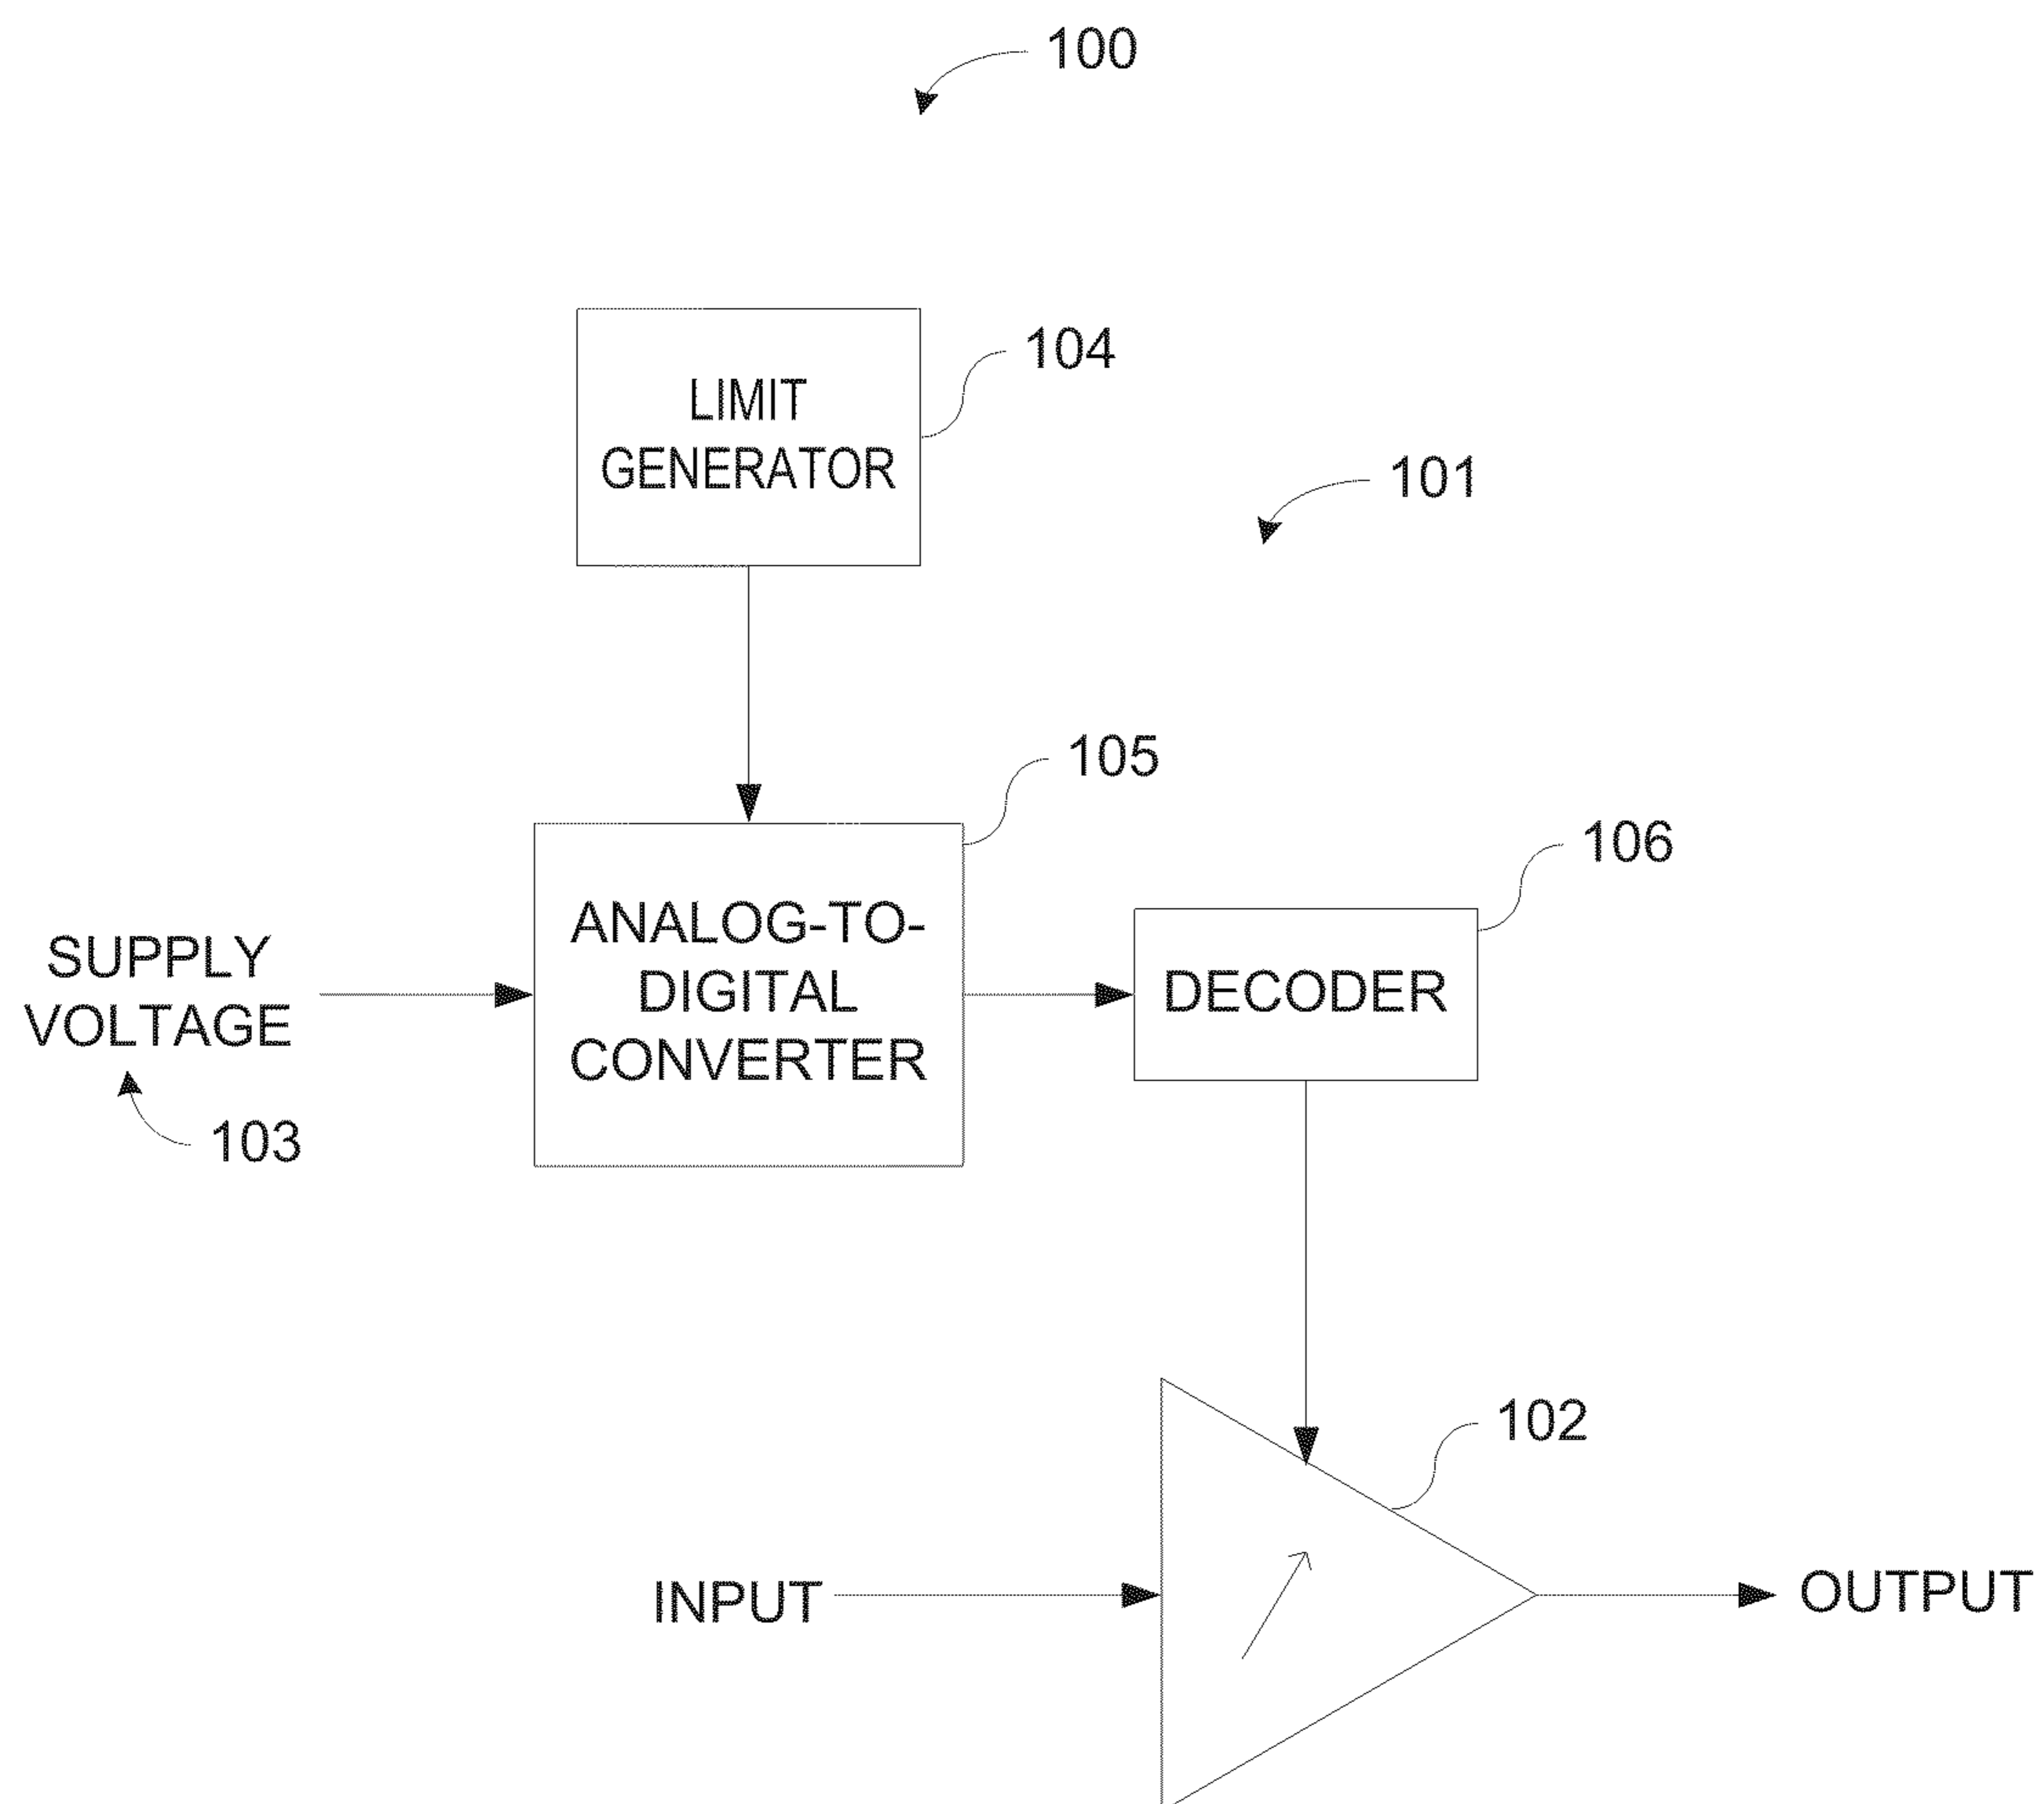 100
LIMIT
GENERATOR
104
101
105
106
SUPPLY
VOLTAGE
103
ANALOG-TO-
DIGITAL
CONVERTER
DECODER
102
INPUT
OUTPUT